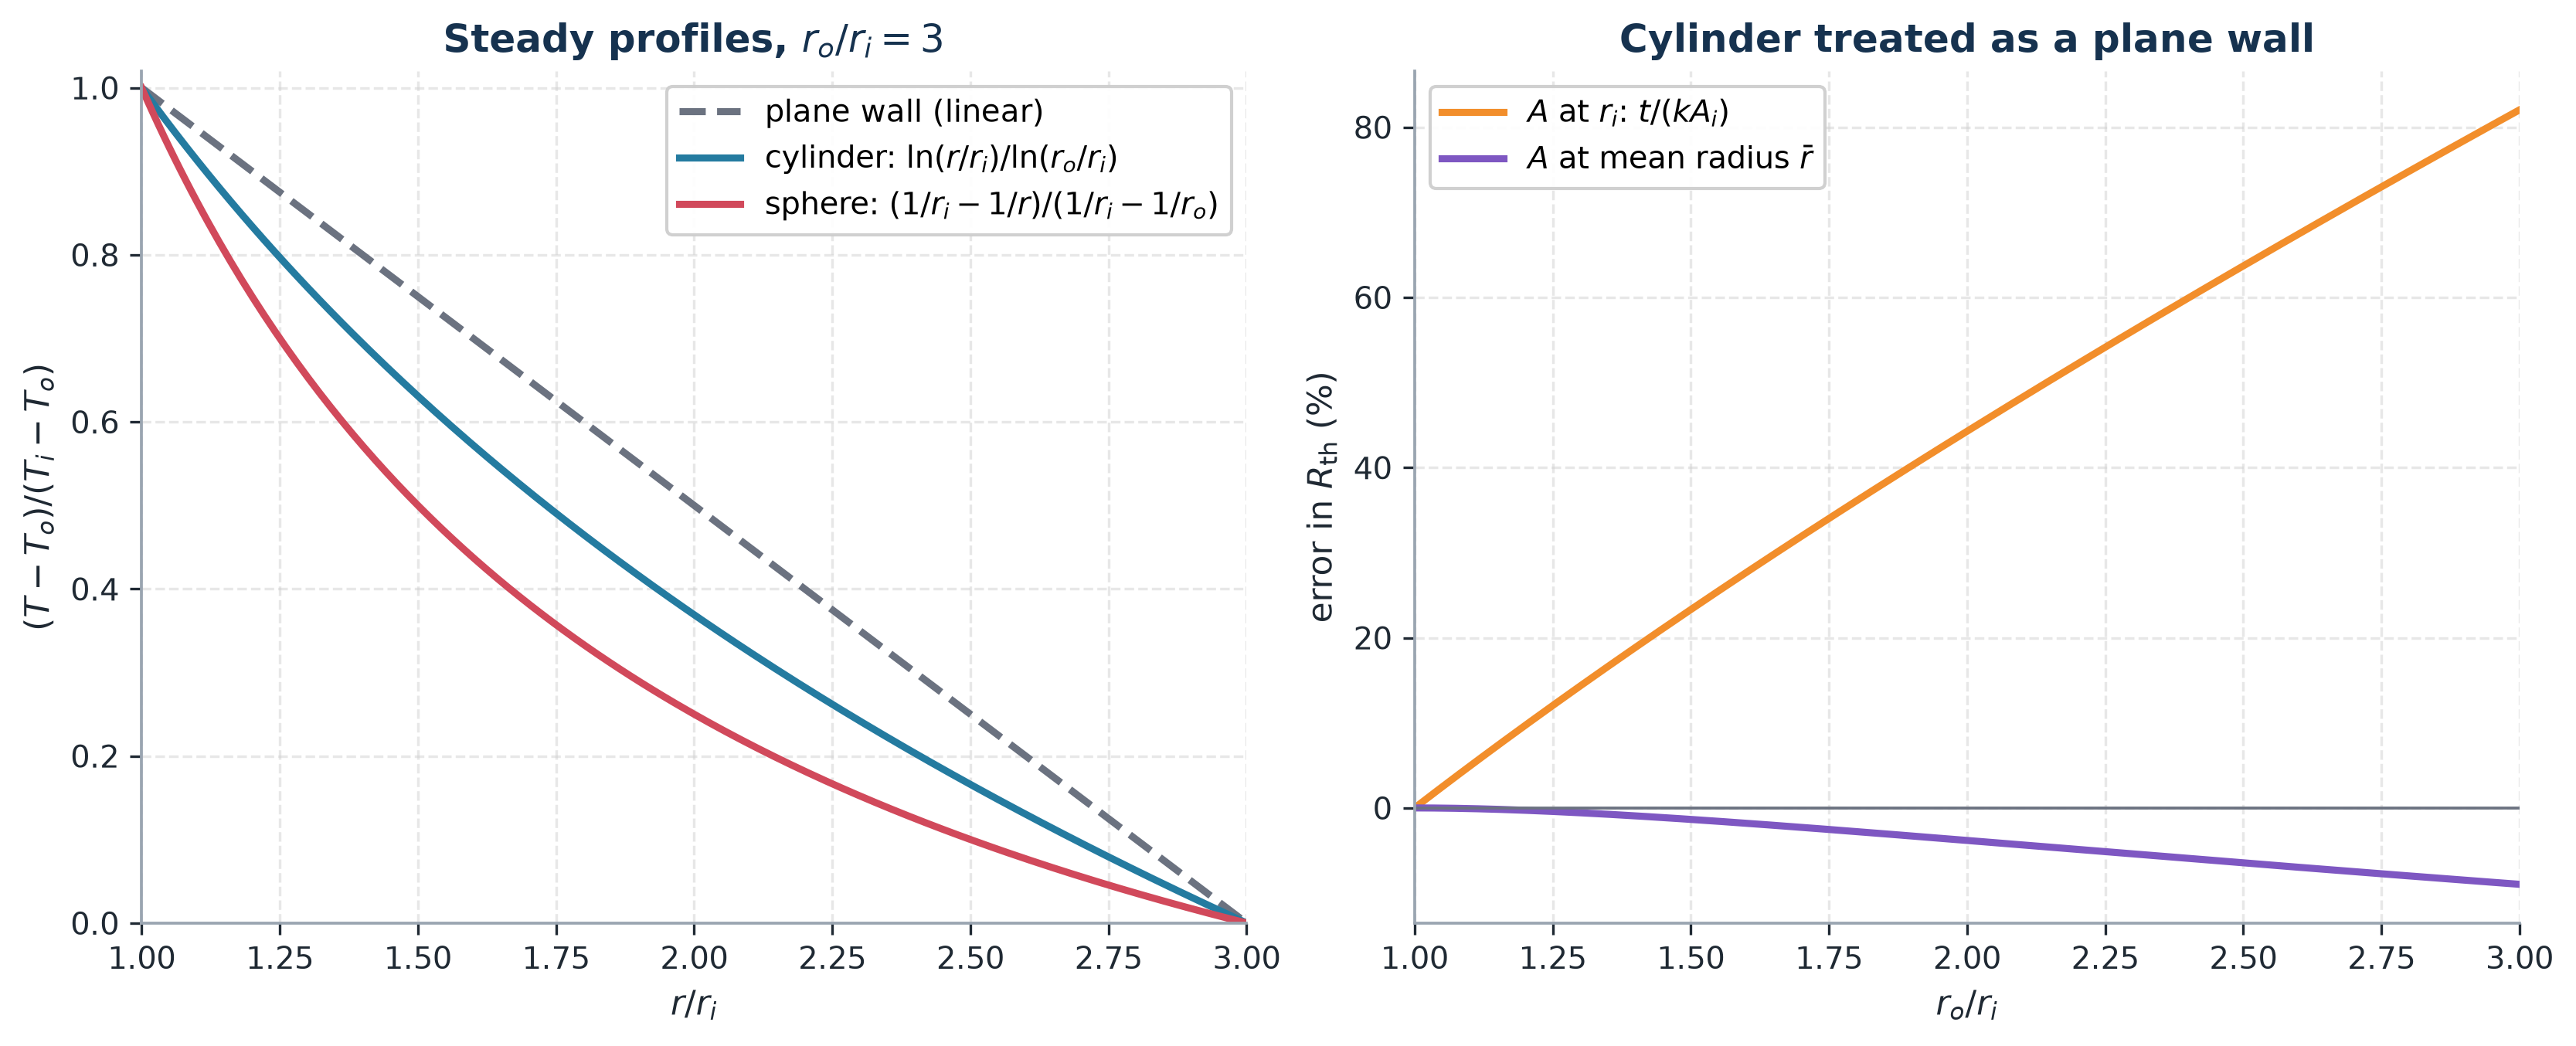 Steady profiles, r_o/r_i = 3
(T − T_o)/(T_i − T_o)
1.0
0.8
0.6
0.4
0.2
0.0
plane wall (linear)
cylinder: ln(r/r_i)/ln(r_o/r_i)
sphere: (1/r_i − 1/r)/(1/r_i − 1/r_o)
1.00 1.25 1.50 1.75 2.00 2.25 2.50 2.75 3.00
r/r_i
Cylinder treated as a plane wall
error in R_th (%)
80
60
40
20
0
A at r_i: t/(kA_i)
A at mean radius r̄
1.00 1.25 1.50 1.75 2.00 2.25 2.50 2.75 3.00
r_o/r_i